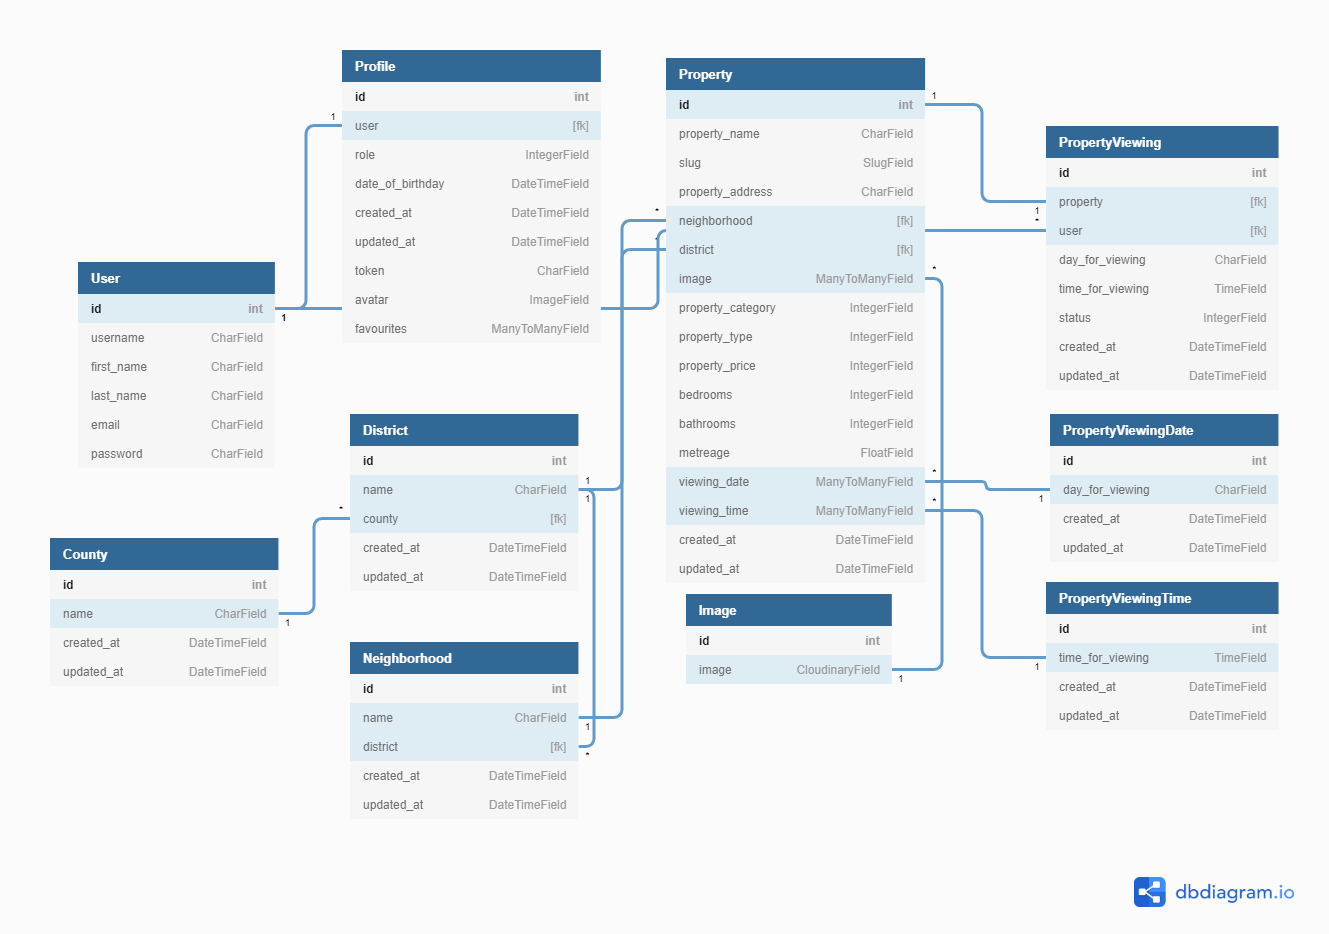 Profile
id int
user [fk]
role IntegerField
date_of_birthday DateTimeField
created_at DateTimeField
updated_at DateTimeField
token CharField
avatar ImageField
favourites ManyToManyField
User
id int
username CharField
first_name CharField
last_name CharField
email CharField
password CharField
District
id int
name CharField
county [fk]
created_at DateTimeField
updated_at DateTimeField
County
id int
name CharField
created_at DateTimeField
updated_at DateTimeField
Neighborhood
id int
name CharField
district [fk]
created_at DateTimeField
updated_at DateTimeField
Property
id int
property_name CharField
slug SlugField
property_address CharField
neighborhood [fk]
district [fk]
image ManyToManyField
property_category IntegerField
property_type IntegerField
property_price IntegerField
bedrooms IntegerField
bathrooms IntegerField
metreage FloatField
viewing_date ManyToManyField
viewing_time ManyToManyField
created_at DateTimeField
updated_at DateTimeField
Image
id int
image CloudinaryField
PropertyViewing
id int
property [fk]
user [fk]
day_for_viewing CharField
time_for_viewing TimeField
status IntegerField
created_at DateTimeField
updated_at DateTimeField
PropertyViewingDate
id int
day_for_viewing CharField
created_at DateTimeField
updated_at DateTimeField
PropertyViewingTime
id int
time_for_viewing TimeField
created_at DateTimeField
updated_at DateTimeField
1
1
*
1
1
1
*
1
*
*
1
1
*
*
1
*
1
*
1
dbdiagram.io